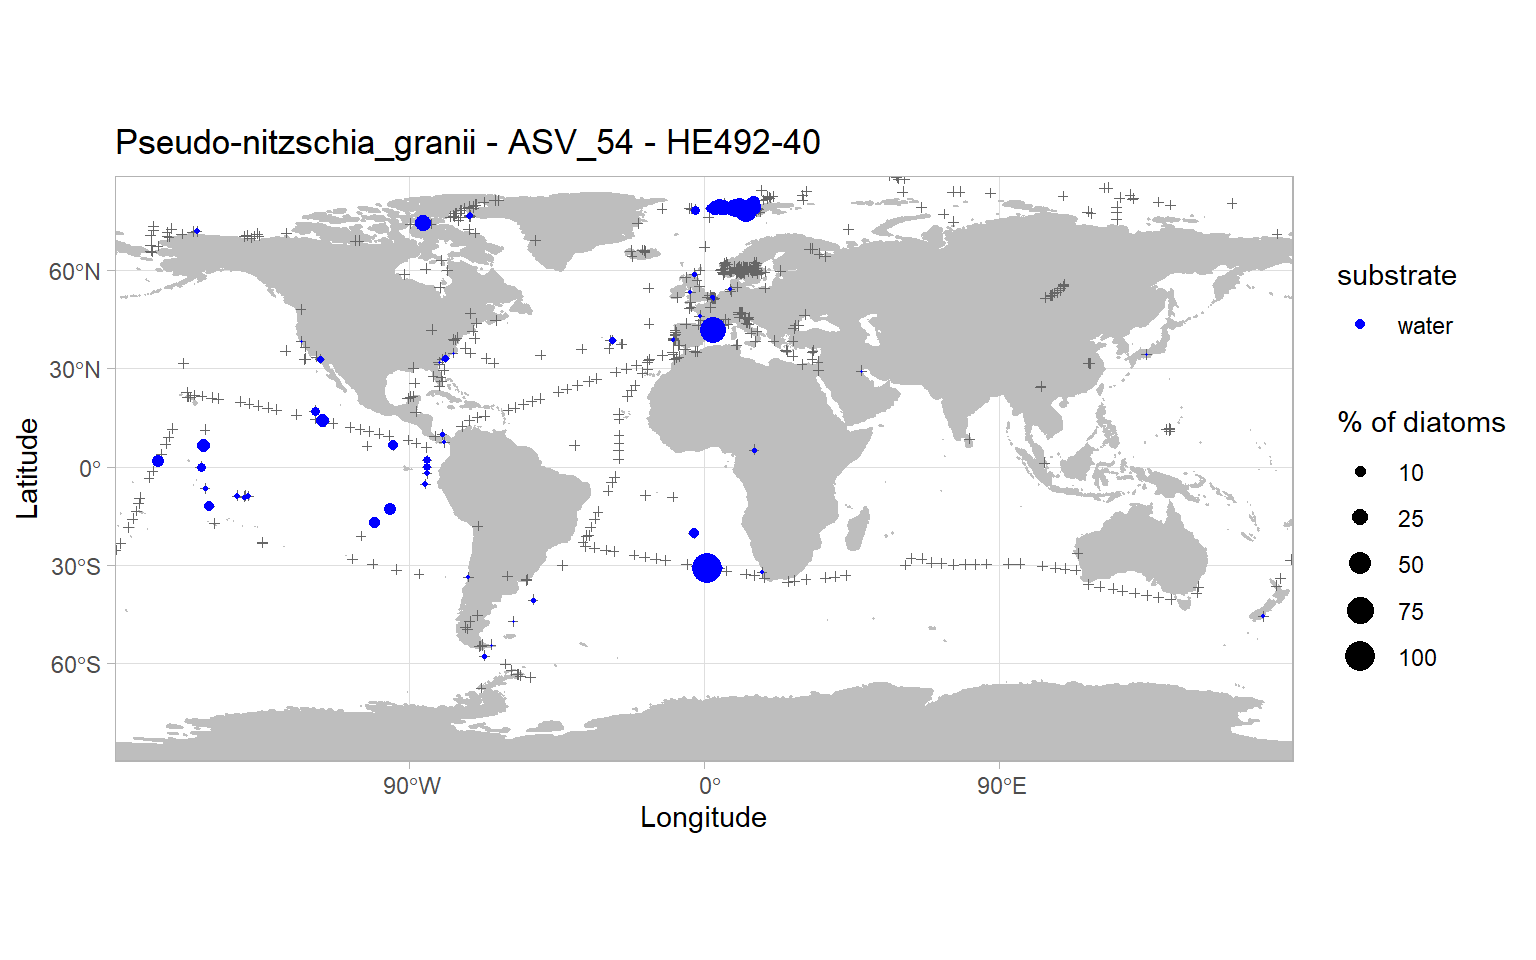 Pseudo-nitzschia_granii - ASV_54 - HE492-40
60°N
30°N
0°
30°S
60°S
Latitude
90°W
0°
90°E
Longitude
substrate
water
% of diatoms
10
25
50
75
100